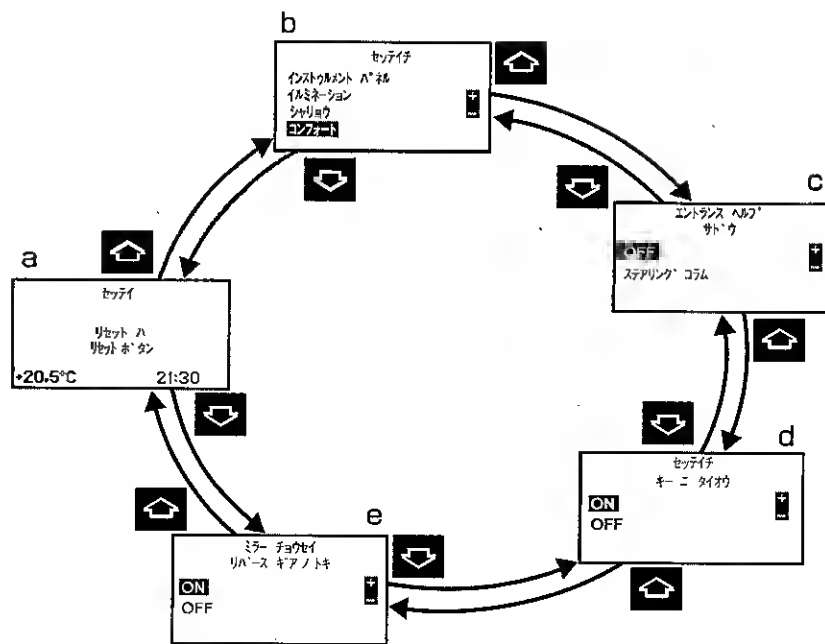 b
セッテイチ
インストゥルメント パネル
イルミネーション
シャリョウ
コンフォート
+
−
c
エントランス ヘルプ
サドウ
OFF
ステアリング コラム
+
−
a
セッテイ
リセット ハ
リセットボタン
+20.5°C 21:30
d
セッテイチ
キー ニ タイオウ
ON
OFF
+
−
e
ミラー チョウセイ
リバース ギアノトキ
ON
OFF
+
−